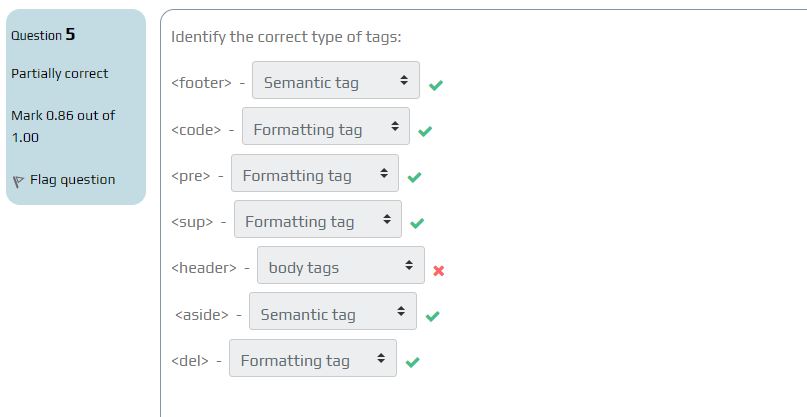 Question 5
Partially correct
Mark 0.86 out of
1.00
Flag question
Identify the correct type of tags:
<footer> - Semantic tag
<code> - Formatting tag
<pre> - Formatting tag
<sup> - Formatting tag
<header> - body tags
<aside> - Semantic tag
<del> - Formatting tag